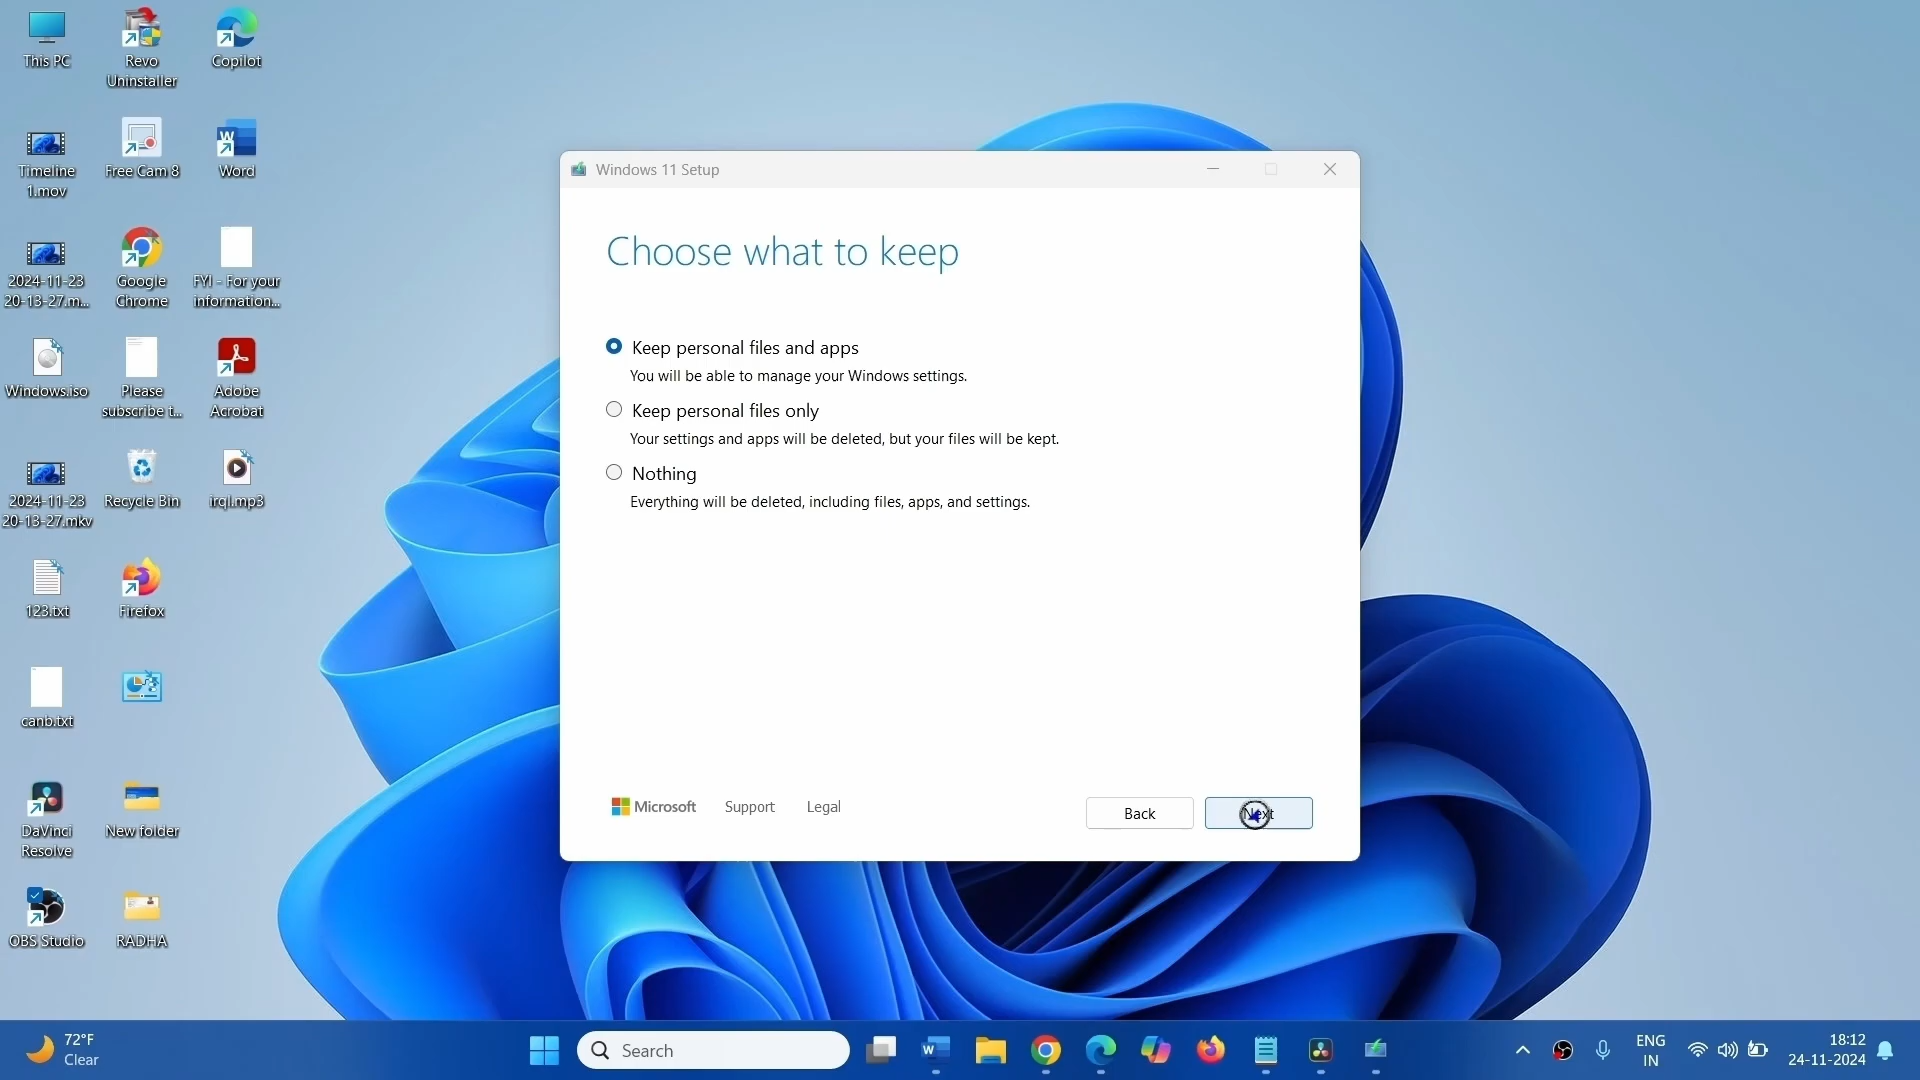 This PC
Revo
Uninstaller
Copilot
Timeline
1.mov
Free Cam 8
Word
2024-11-23
20-13-27.m...
Google
Chrome
FYI - For your
information...
Windows.iso
Please
subscribe t...
Adobe
Acrobat
2024-11-23
20-13-27.mkv
Recycle Bin
irql.mp3
123.txt
Firefox
canb.txt
DaVinci
Resolve
New folder
OBS Studio
RADHA
Windows 11 Setup
Choose what to keep
Keep personal files and apps
You will be able to manage your Windows settings.
Keep personal files only
Your settings and apps will be deleted, but your files will be kept.
Nothing
Everything will be deleted, including files, apps, and settings.
Microsoft
Support
Legal
Back
Next
72°F
Clear
Search
ENG
IN
18:12
24-11-2024